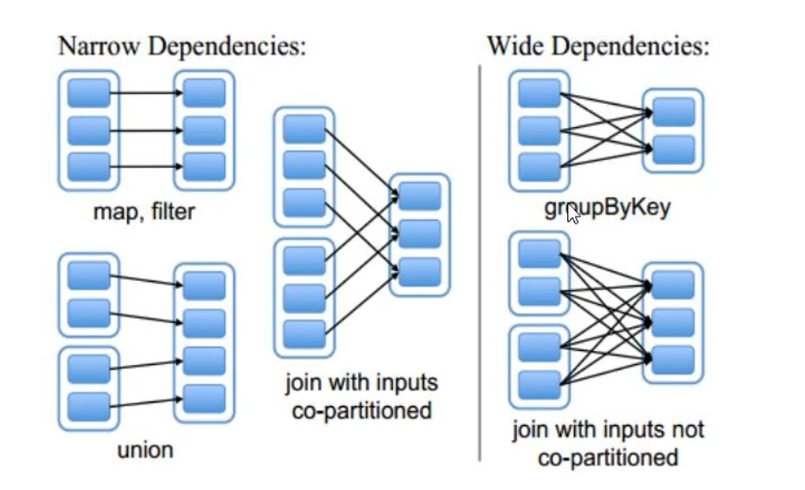 Narrow Dependencies:
map, filter
union
join with inputs
co-partitioned
Wide Dependencies:
groupByKey
join with inputs not
co-partitioned